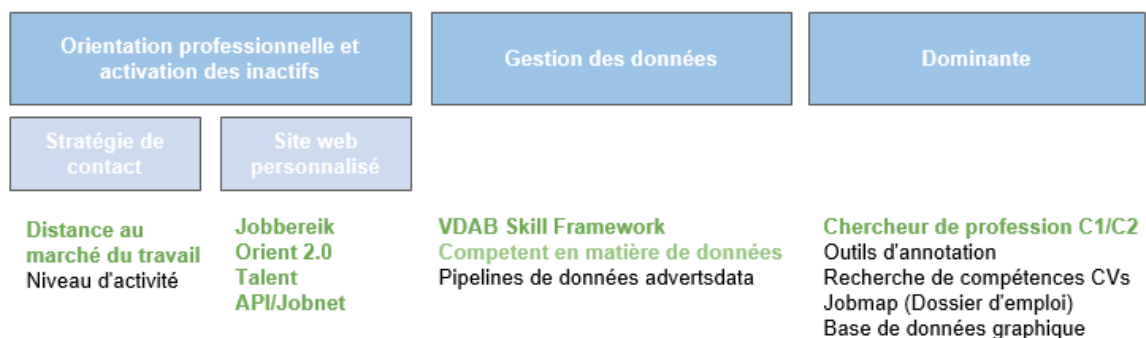 Orientation professionnelle et
activation des inactifs
Gestion des données
Dominante
Stratégie de
contact
Site web
personnalisé
Distance au
marché du travail
Niveau d'activité
Jobbereik
Orient 2.0
Talent
API/Jobnet
VDAB Skill Framework
Competent en matière de données
Pipelines de données advertsdata
Chercheur de profession C1/C2
Outils d'annotation
Recherche de compétences CVs
Jobmap (Dossier d'emploi)
Base de données graphique